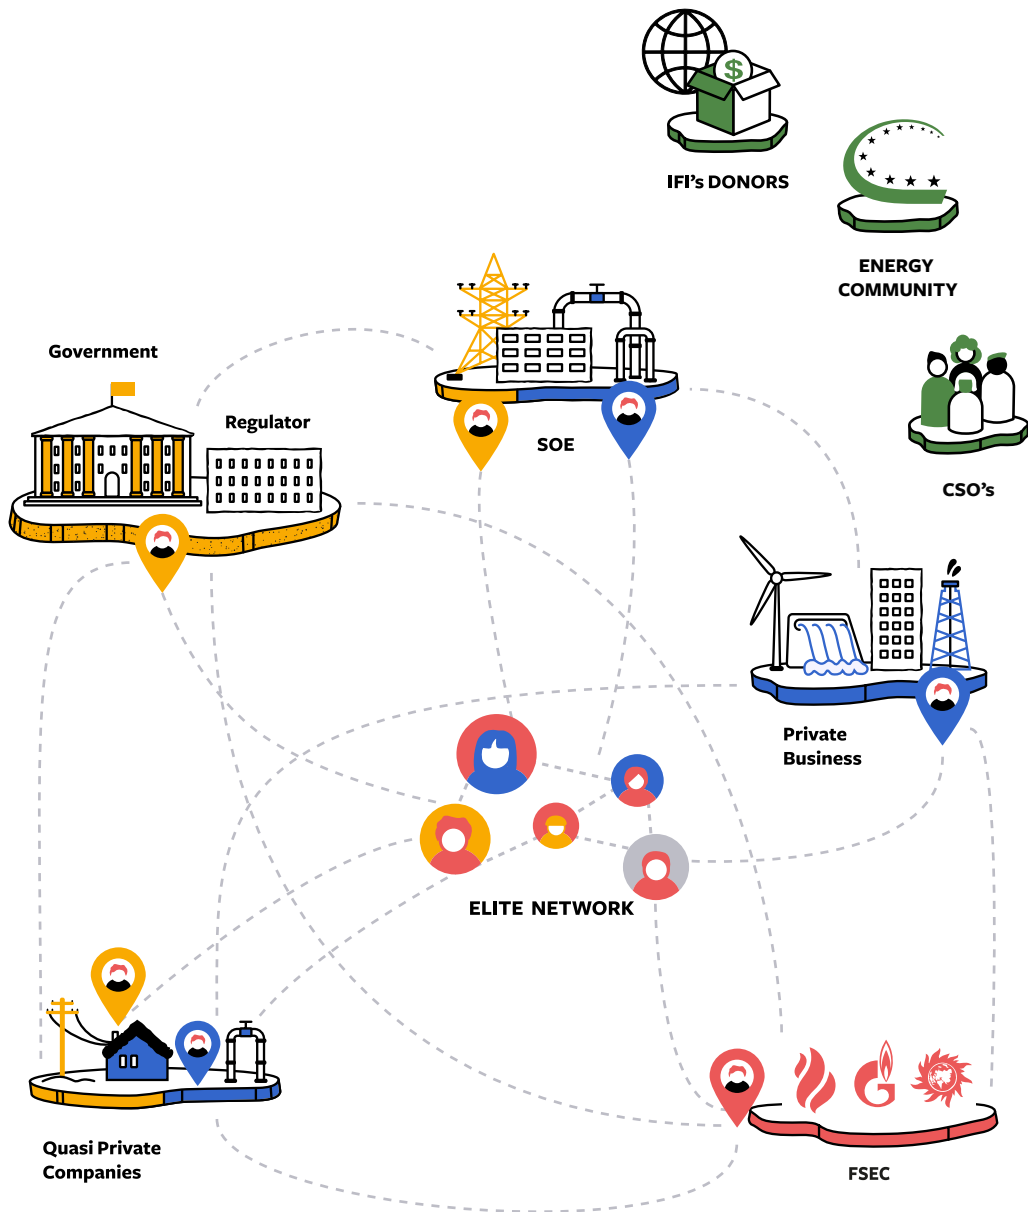 $
IFI's DONORS
ENERGY
COMMUNITY
Government
Regulator
SOE
CSO's
Private
Business
ELITE NETWORK
Quasi Private
Companies
FSEC